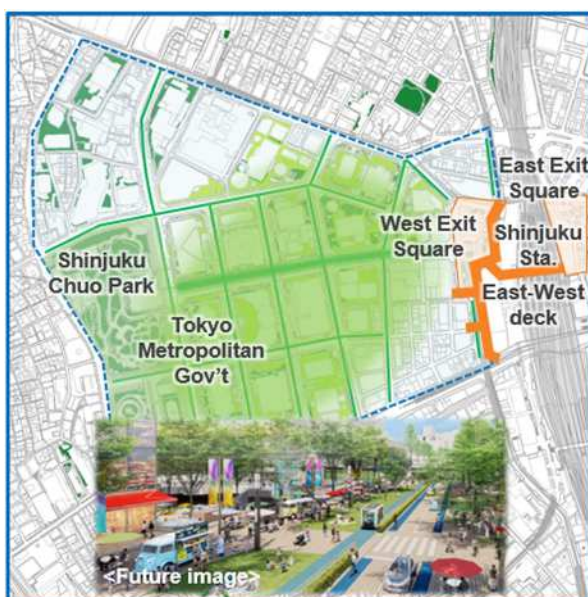 East Exit
Square
West Exit
Square
Shinjuku
Sta.
Shinjuku
Chuo Park
East-West
deck
Tokyo
Metropolitan
Gov't
<Future image>